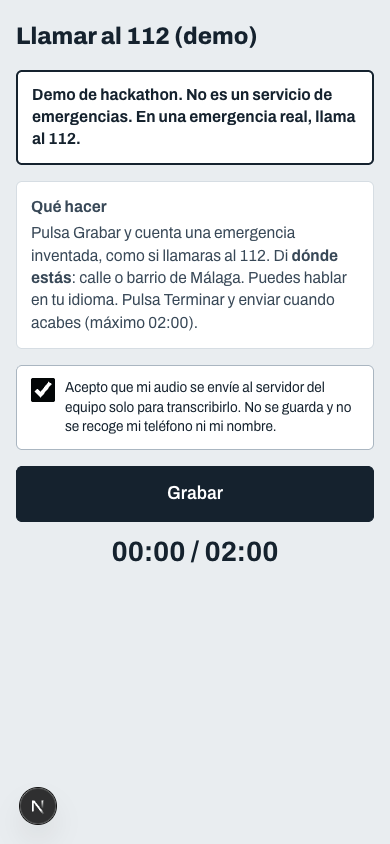 Llamar al 112 (demo)
Demo de hackathon. No es un servicio de
emergencias. En una emergencia real, llama
al 112.
Qué hacer
Pulsa Grabar y cuenta una emergencia
inventada, como si llamaras al 112. Di dónde
estás: calle o barrio de Málaga. Puedes hablar
en tu idioma. Pulsa Terminar y enviar cuando
acabes (máximo 02:00).
Acepto que mi audio se envíe al servidor del
equipo solo para transcribirlo. No se guarda y no
se recoge mi teléfono ni mi nombre.
Grabar
00:00 / 02:00
N